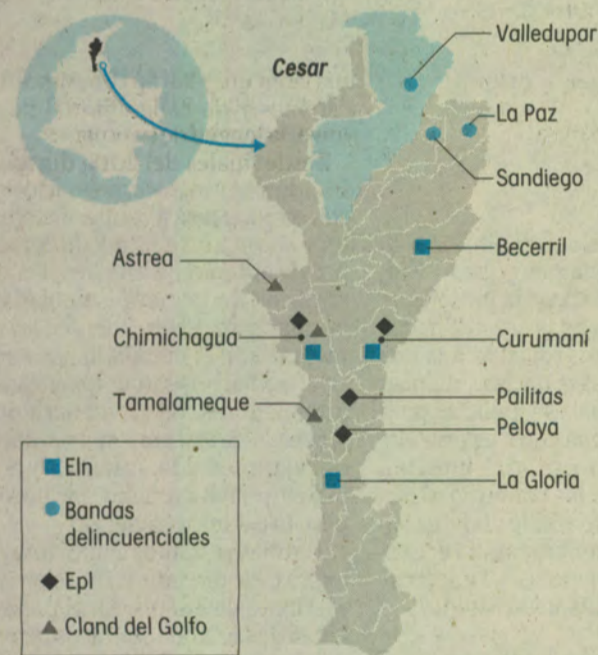 Cesar
Valledupar
La Paz
Sandiego
Becerril
Astrea
Chimichagua
Curumaní
Tamalameque
Pailitas
Pelaya
La Gloria
Eln
Bandas
delincuenciales
Epl
Cland del Golfo